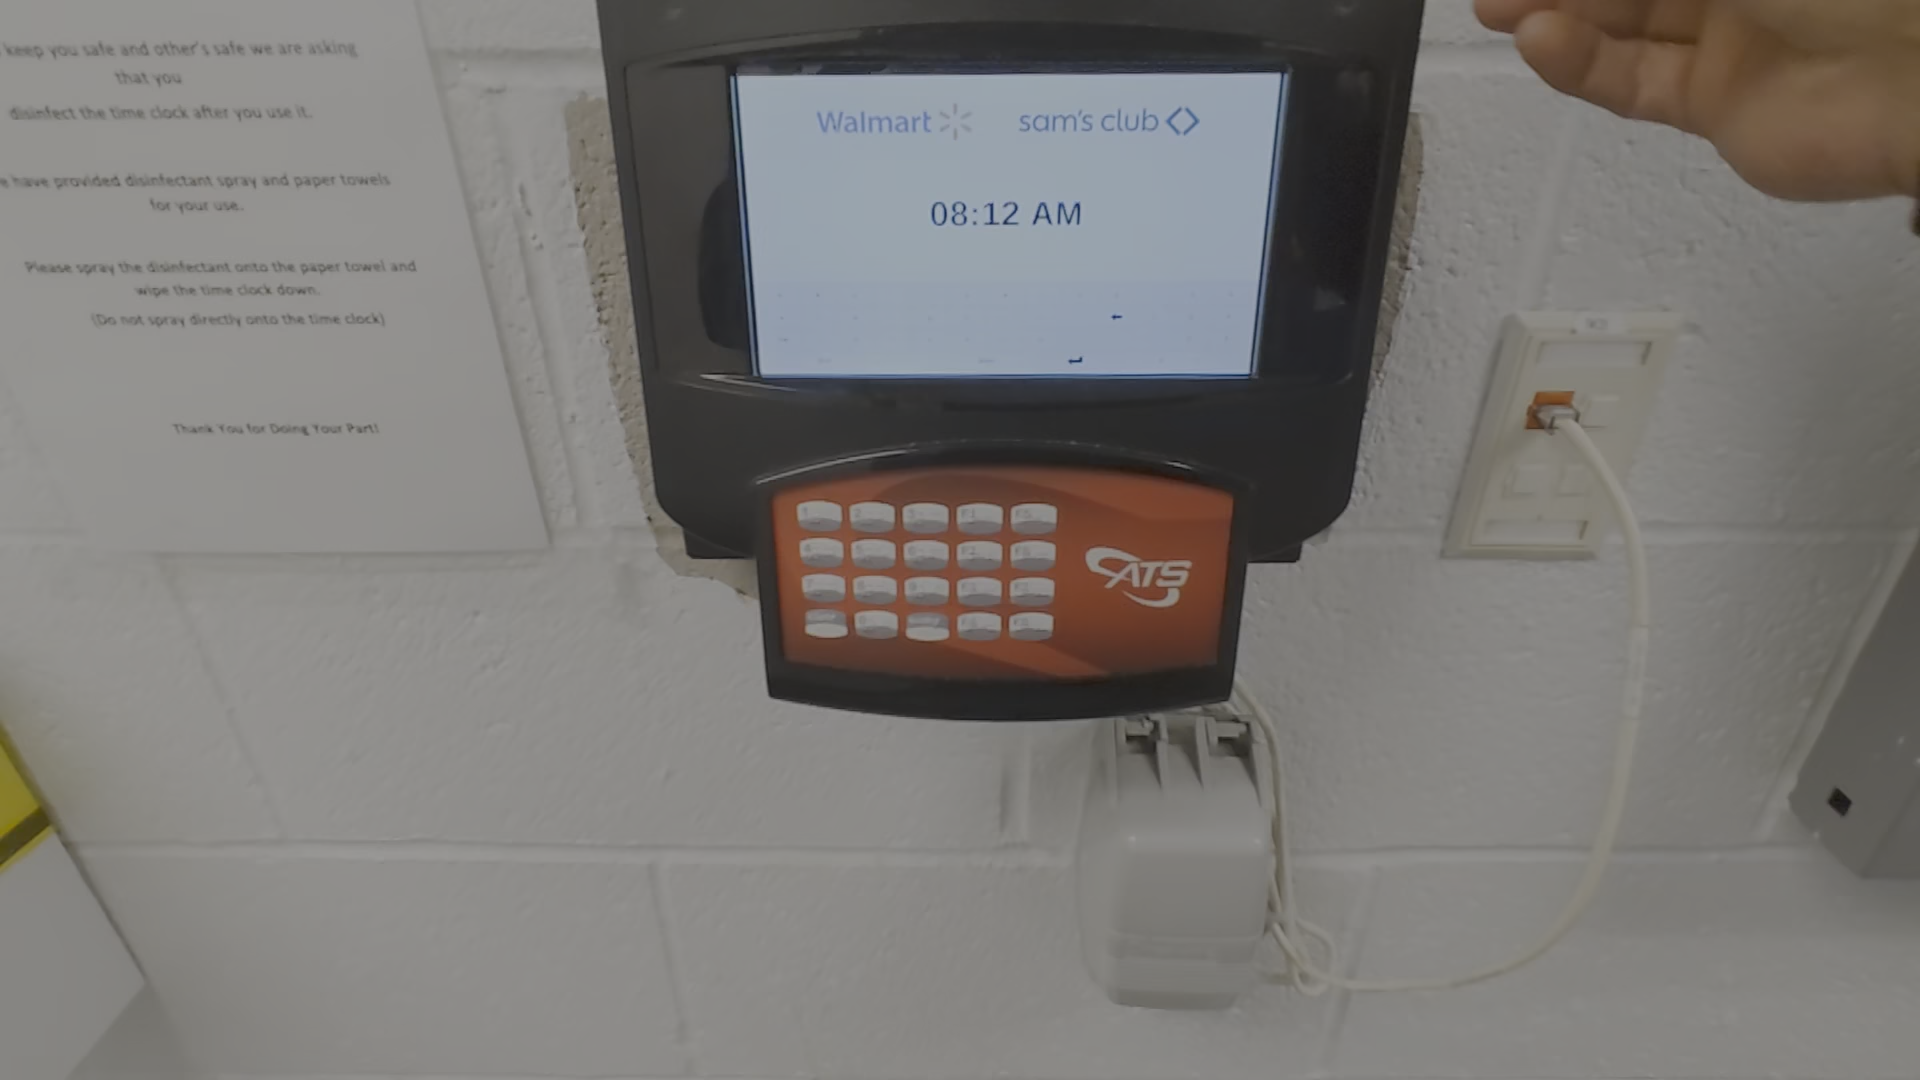 keep you safe and other's safe we are asking
that you
disinfect the time clock after you use it.
have provided disinfectant spray and paper towels
for your use.
Please spray the disinfectant onto the paper towel and
wipe the time clock down.
(Do not spray directly onto the time clock)
Thank You for Doing Your Part!
Walmart sam's club
08:12 AM
ATS